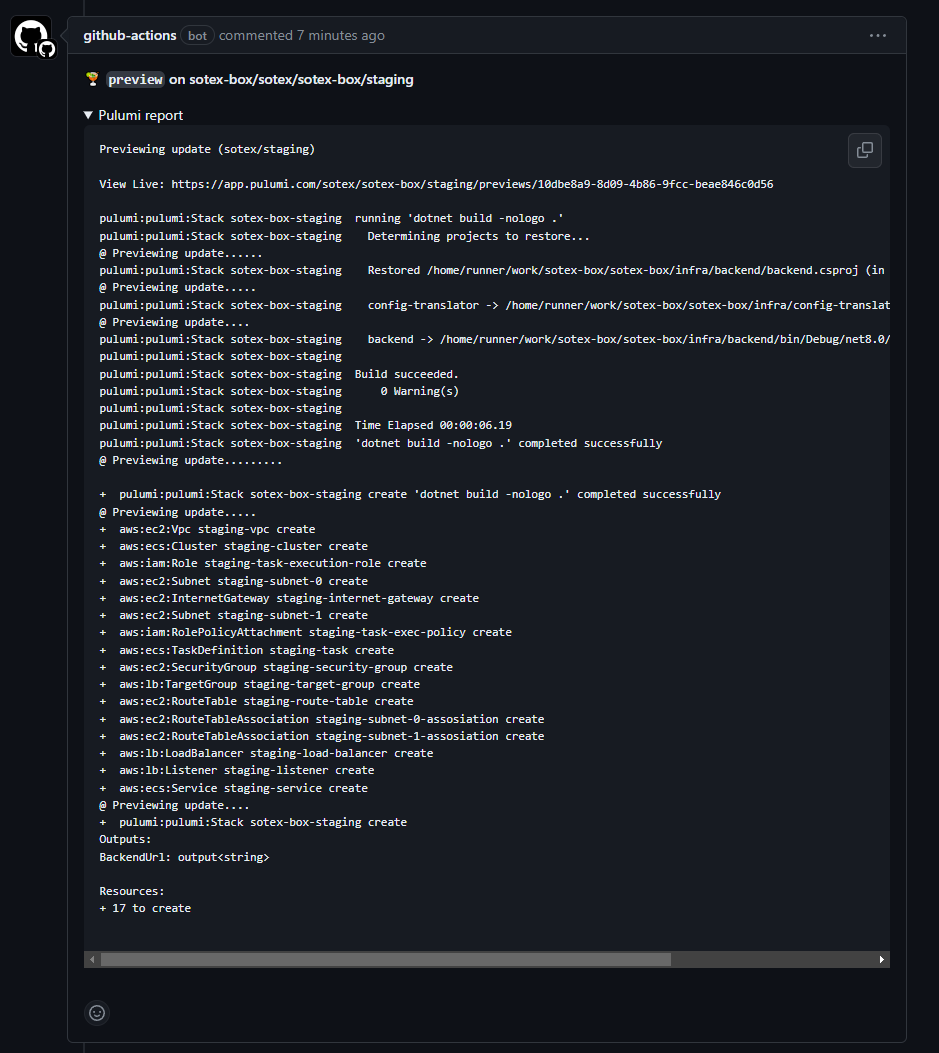 github-actions bot commented 7 minutes ago
preview on sotex-box/sotex/sotex-box/staging
Pulumi report
Previewing update (sotex/staging)
View Live: https://app.pulumi.com/sotex/sotex-box/staging/previews/10dbe8a9-8d09-4b86-9fcc-beae846c0d56
pulumi:pulumi:Stack sotex-box-staging  running 'dotnet build -nologo .'
pulumi:pulumi:Stack sotex-box-staging    Determining projects to restore...
@ Previewing update......
pulumi:pulumi:Stack sotex-box-staging    Restored /home/runner/work/sotex-box/sotex-box/infra/backend/backend.csproj (in
@ Previewing update.....
pulumi:pulumi:Stack sotex-box-staging    config-translator -> /home/runner/work/sotex-box/sotex-box/infra/config-translat
@ Previewing update....
pulumi:pulumi:Stack sotex-box-staging    backend -> /home/runner/work/sotex-box/sotex-box/infra/backend/bin/Debug/net8.0/
pulumi:pulumi:Stack sotex-box-staging
pulumi:pulumi:Stack sotex-box-staging  Build succeeded.
pulumi:pulumi:Stack sotex-box-staging      0 Warning(s)
pulumi:pulumi:Stack sotex-box-staging
pulumi:pulumi:Stack sotex-box-staging  Time Elapsed 00:00:06.19
pulumi:pulumi:Stack sotex-box-staging  'dotnet build -nologo .' completed successfully
@ Previewing update.........
+  pulumi:pulumi:Stack sotex-box-staging create 'dotnet build -nologo .' completed successfully
@ Previewing update.....
+  aws:ec2:Vpc staging-vpc create
+  aws:ecs:Cluster staging-cluster create
+  aws:iam:Role staging-task-execution-role create
+  aws:ec2:Subnet staging-subnet-0 create
+  aws:ec2:InternetGateway staging-internet-gateway create
+  aws:ec2:Subnet staging-subnet-1 create
+  aws:iam:RolePolicyAttachment staging-task-exec-policy create
+  aws:ecs:TaskDefinition staging-task create
+  aws:ec2:SecurityGroup staging-security-group create
+  aws:lb:TargetGroup staging-target-group create
+  aws:ec2:RouteTable staging-route-table create
+  aws:ec2:RouteTableAssociation staging-subnet-0-assosiation create
+  aws:ec2:RouteTableAssociation staging-subnet-1-assosiation create
+  aws:lb:LoadBalancer staging-load-balancer create
+  aws:lb:Listener staging-listener create
+  aws:ecs:Service staging-service create
@ Previewing update....
+  pulumi:pulumi:Stack sotex-box-staging create
Outputs:
BackendUrl: output<string>
Resources:
+ 17 to create